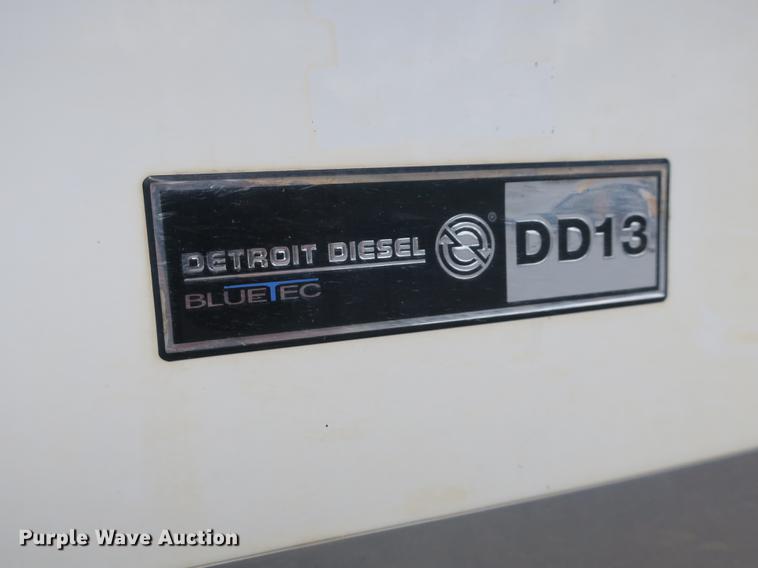 DETROIT DIESEL ® DD13
BLUETEC
Purple Wave Auction